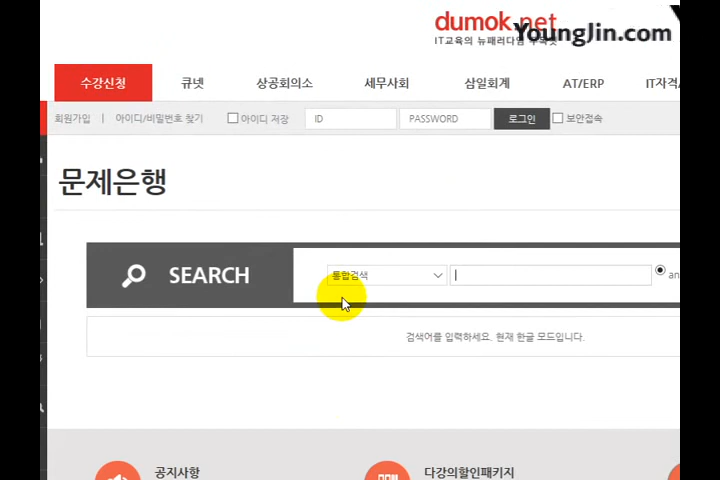 dumok.net
YoungJin.com
IT교육의 뉴패러다임
수강신청 큐넷 상공회의소 세무사회 삼일회계 AT/ERP IT자격
회원가입 | 아이디/비밀번호 찾기 아이디 저장 ID PASSWORD 로그인 보안접속
문제은행
SEARCH 통합검색 an
검색어를 입력하세요. 현재 한글 모드입니다.
공지사항 다강의할인패키지